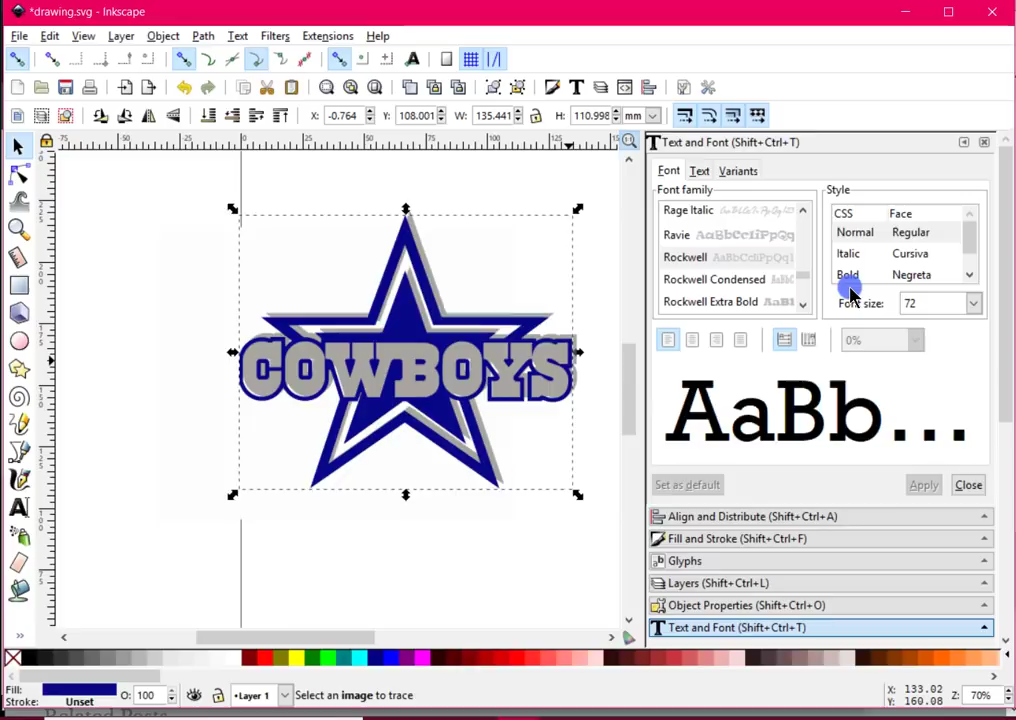 *drawing.svg - Inkscape
File Edit View Layer Object Path Text Filters Extensions Help
X: -0.764 Y: 108.001 W: 135.441 H: 110.998 mm
Text and Font (Shift+Ctrl+T)
Font Text Variants
Font family
Style
Rage Italic
CSS Face
Ravie AaBbCcIiPpQq
Normal Regular
Rockwell AaBbCcIiPpQq
Italic Cursiva
Rockwell Condensed
Bold Negreta
Rockwell Extra Bold
Font size: 72
0%
COWBOYS
AaBb...
Set as default Apply Close
Align and Distribute (Shift+Ctrl+A)
Fill and Stroke (Shift+Ctrl+F)
Glyphs
Layers (Shift+Ctrl+L)
Object Properties (Shift+Ctrl+O)
Text and Font (Shift+Ctrl+T)
Fill: O: 100 Layer 1 Select an image to trace X: 133.02 Z: 70%
Stroke: Unset Y: 160.08
Related Posts